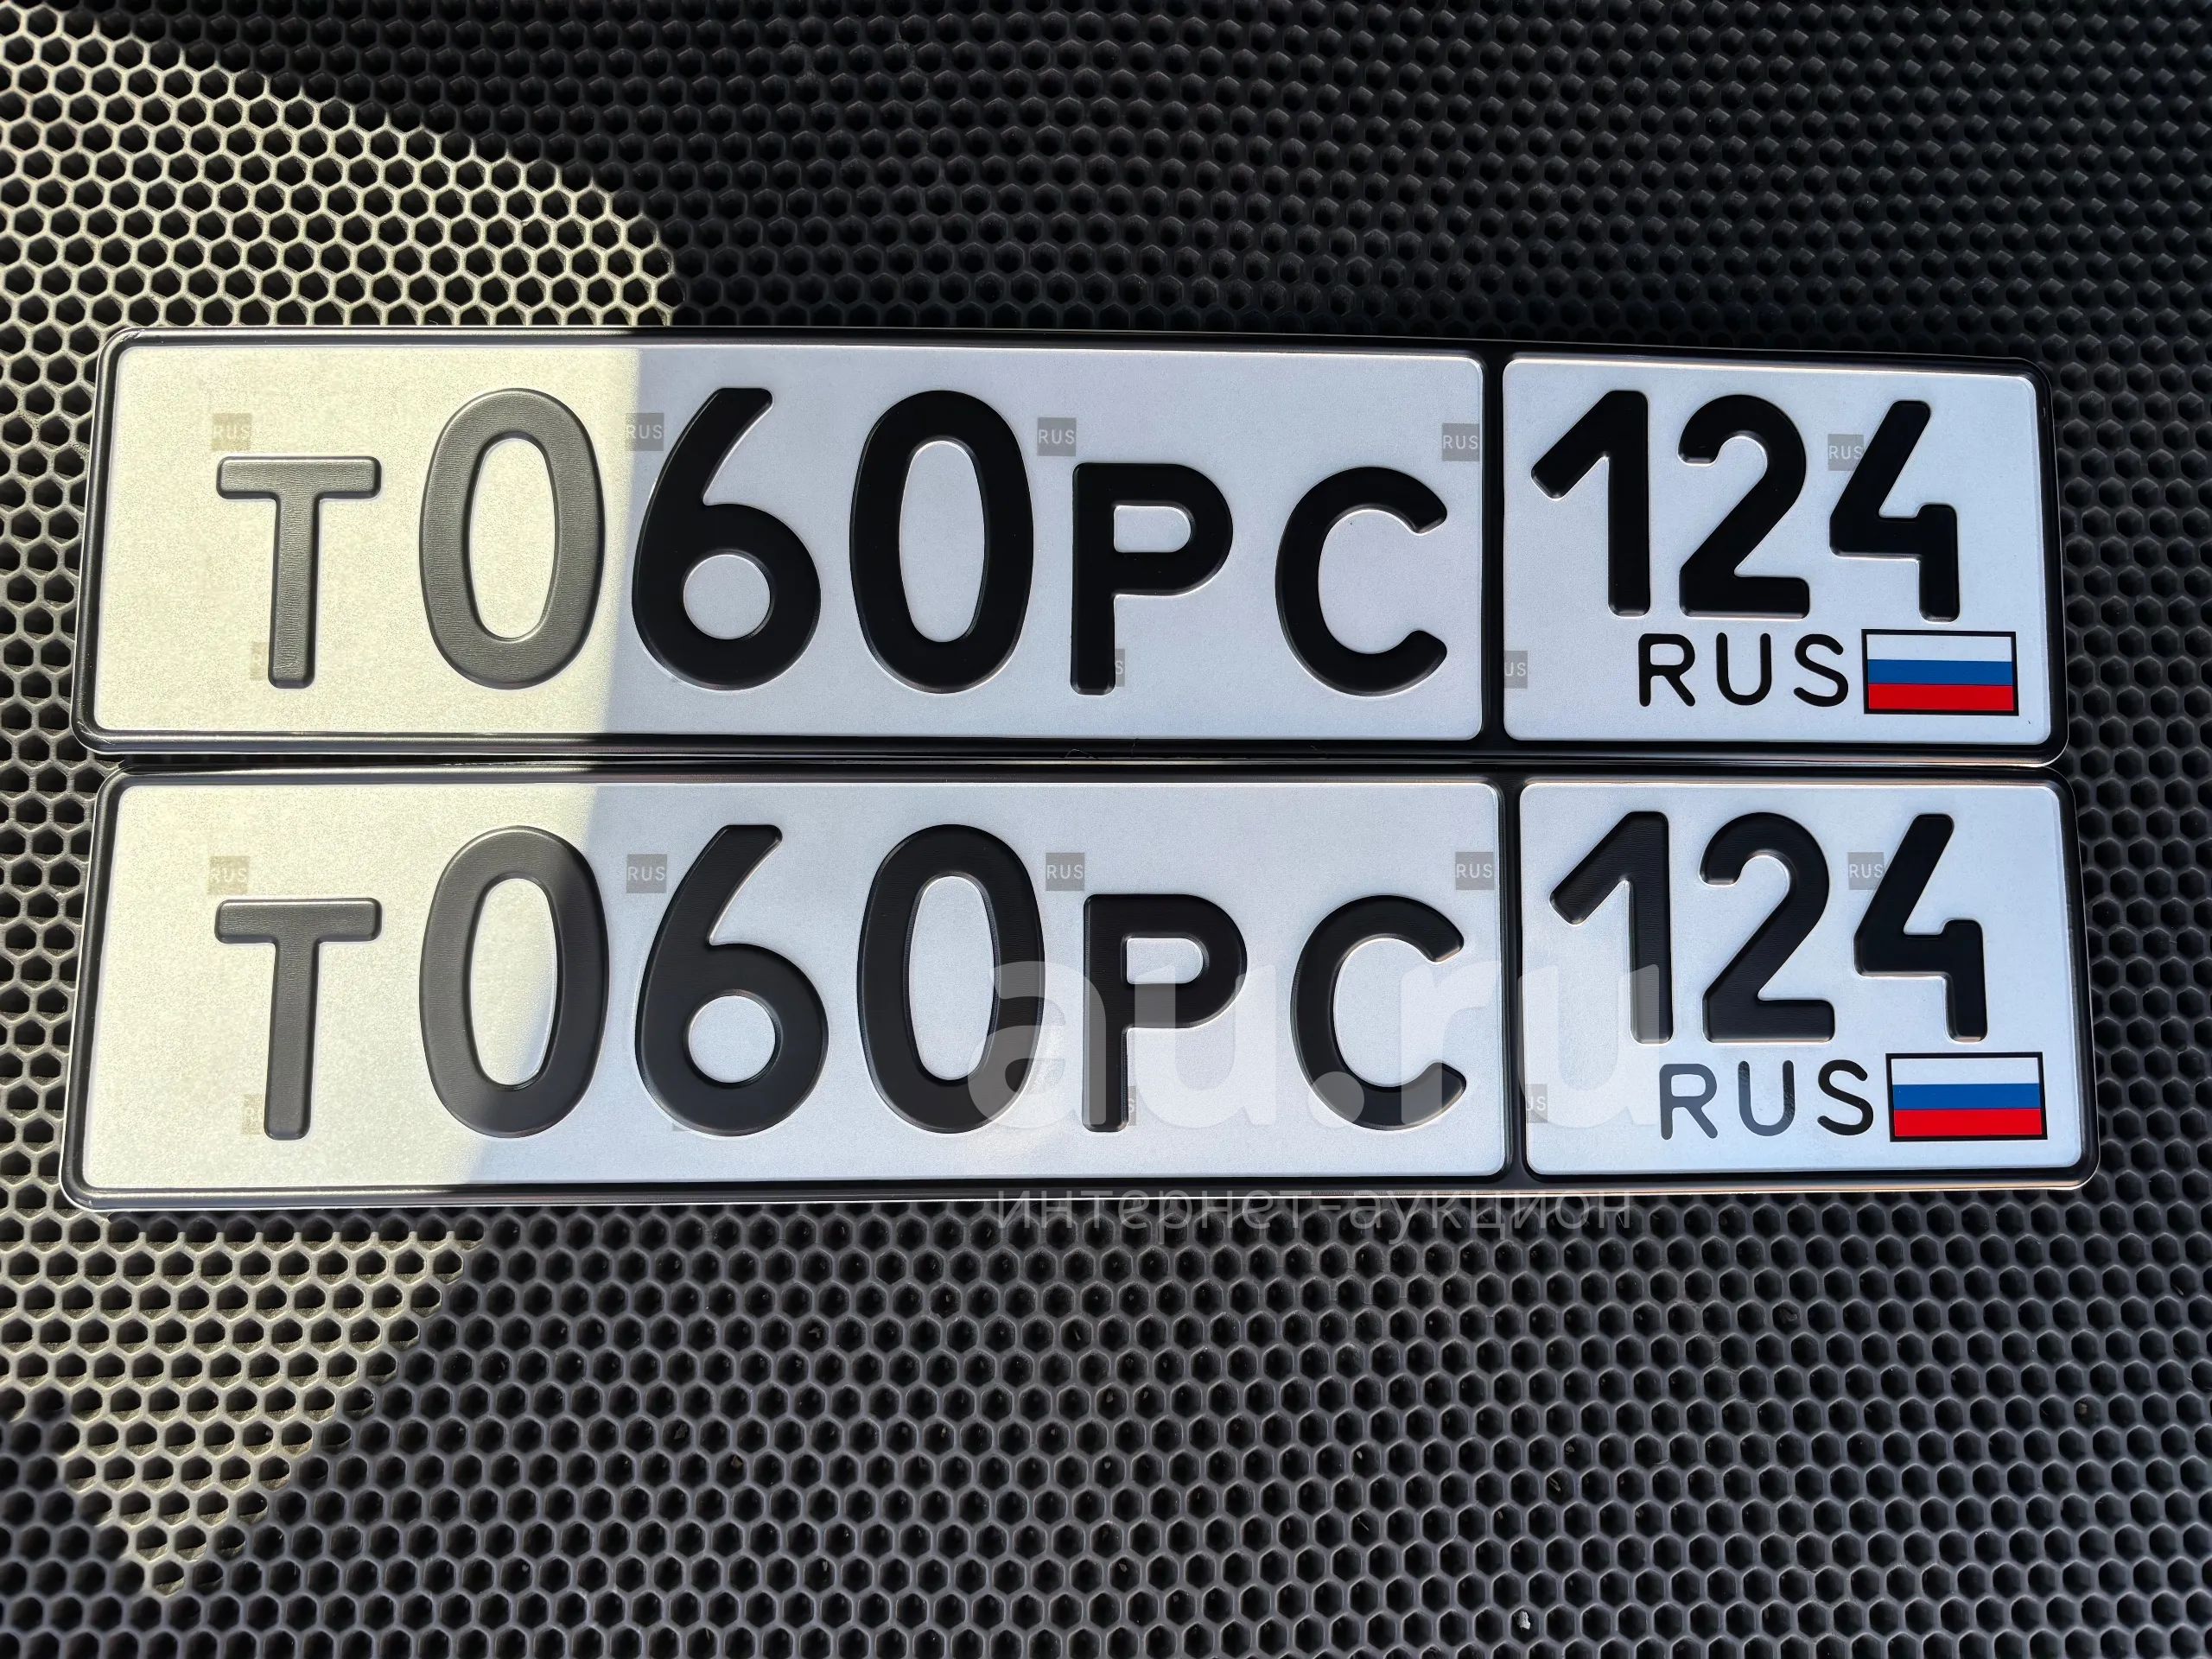 Т060РС 124
RUS
Т060РС 124
RUS
au.ru
интернет-аукцион